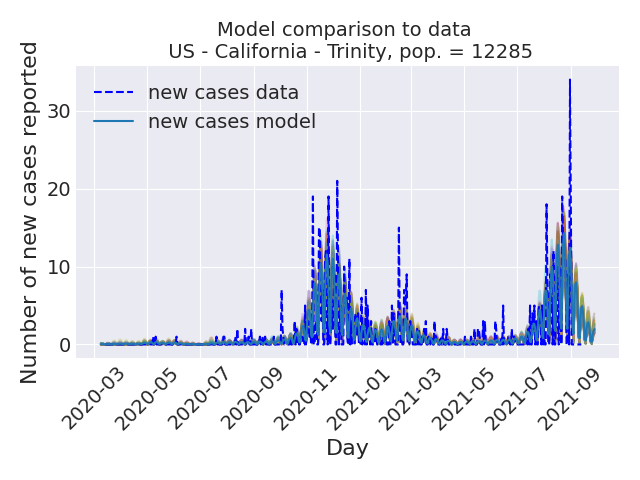 Model comparison to data
US - California - Trinity, pop. = 12285
Number of new cases reported
new cases data
new cases model
30
20
10
0
2020-03
2020-05
2020-07
2020-09
2020-11
2021-01
2021-03
2021-05
2021-07
2021-09
Day